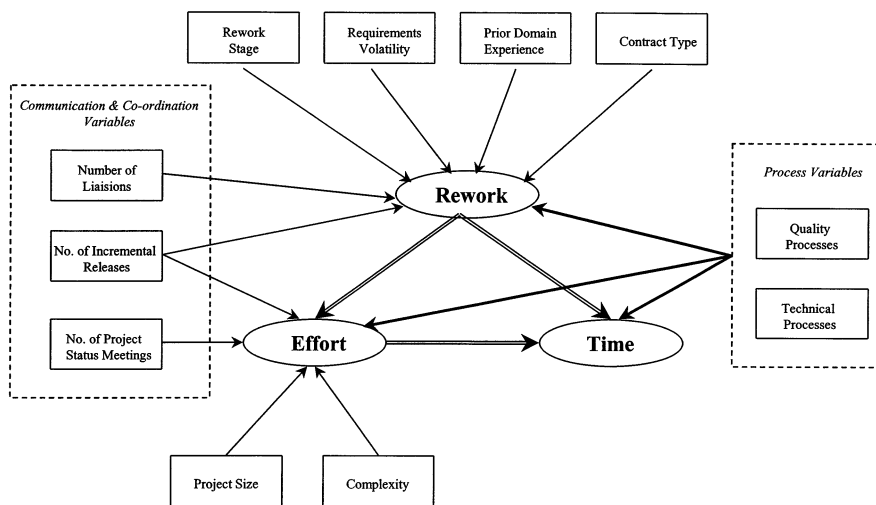 Rework
Stage
Requirements
Volatility
Prior Domain
Experience
Contract Type
Communication & Co-ordination
Variables
Number of
Liaisions
No. of Incremental
Releases
No. of Project
Status Meetings
Rework
Effort
Time
Process Variables
Quality
Processes
Technical
Processes
Project Size
Complexity